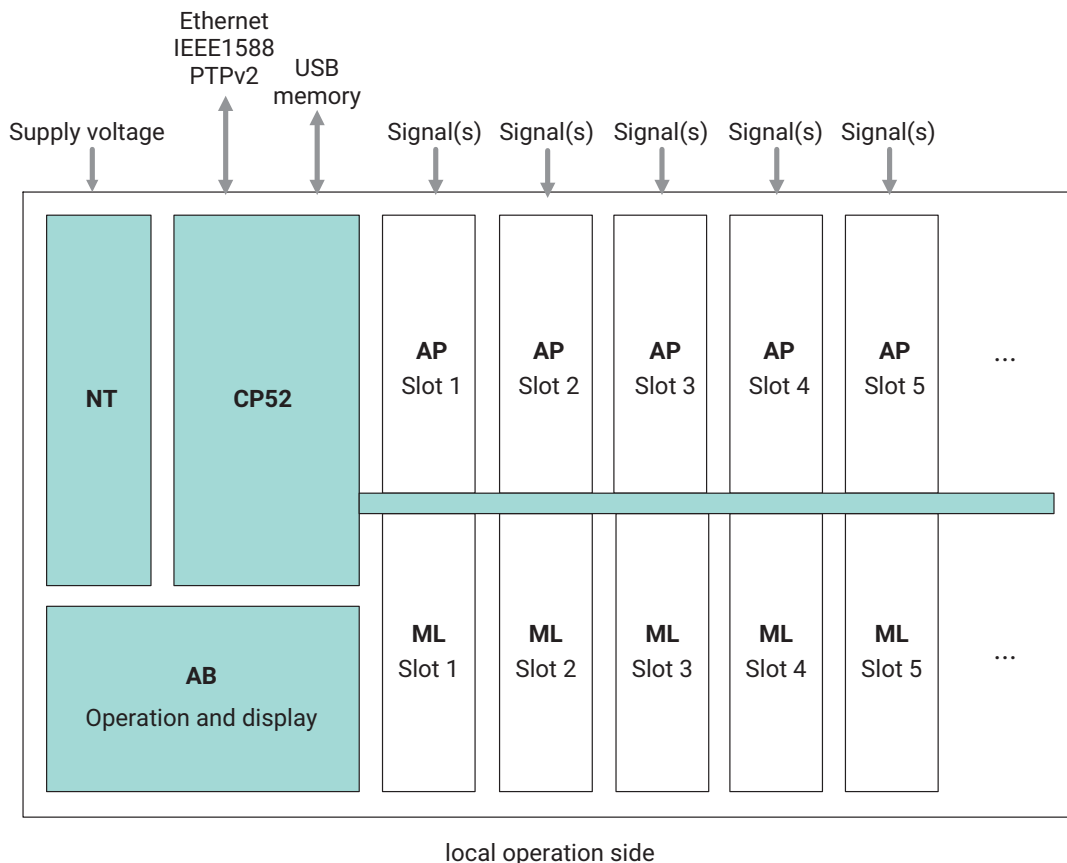 Ethernet
IEEE1588
PTPv2
USB
memory
Supply voltage
Signal(s)
Signal(s)
Signal(s)
Signal(s)
Signal(s)
NT
CP52
AP
Slot 1
AP
Slot 2
AP
Slot 3
AP
Slot 4
AP
Slot 5
...
AB
Operation and display
ML
Slot 1
ML
Slot 2
ML
Slot 3
ML
Slot 4
ML
Slot 5
...
local operation side